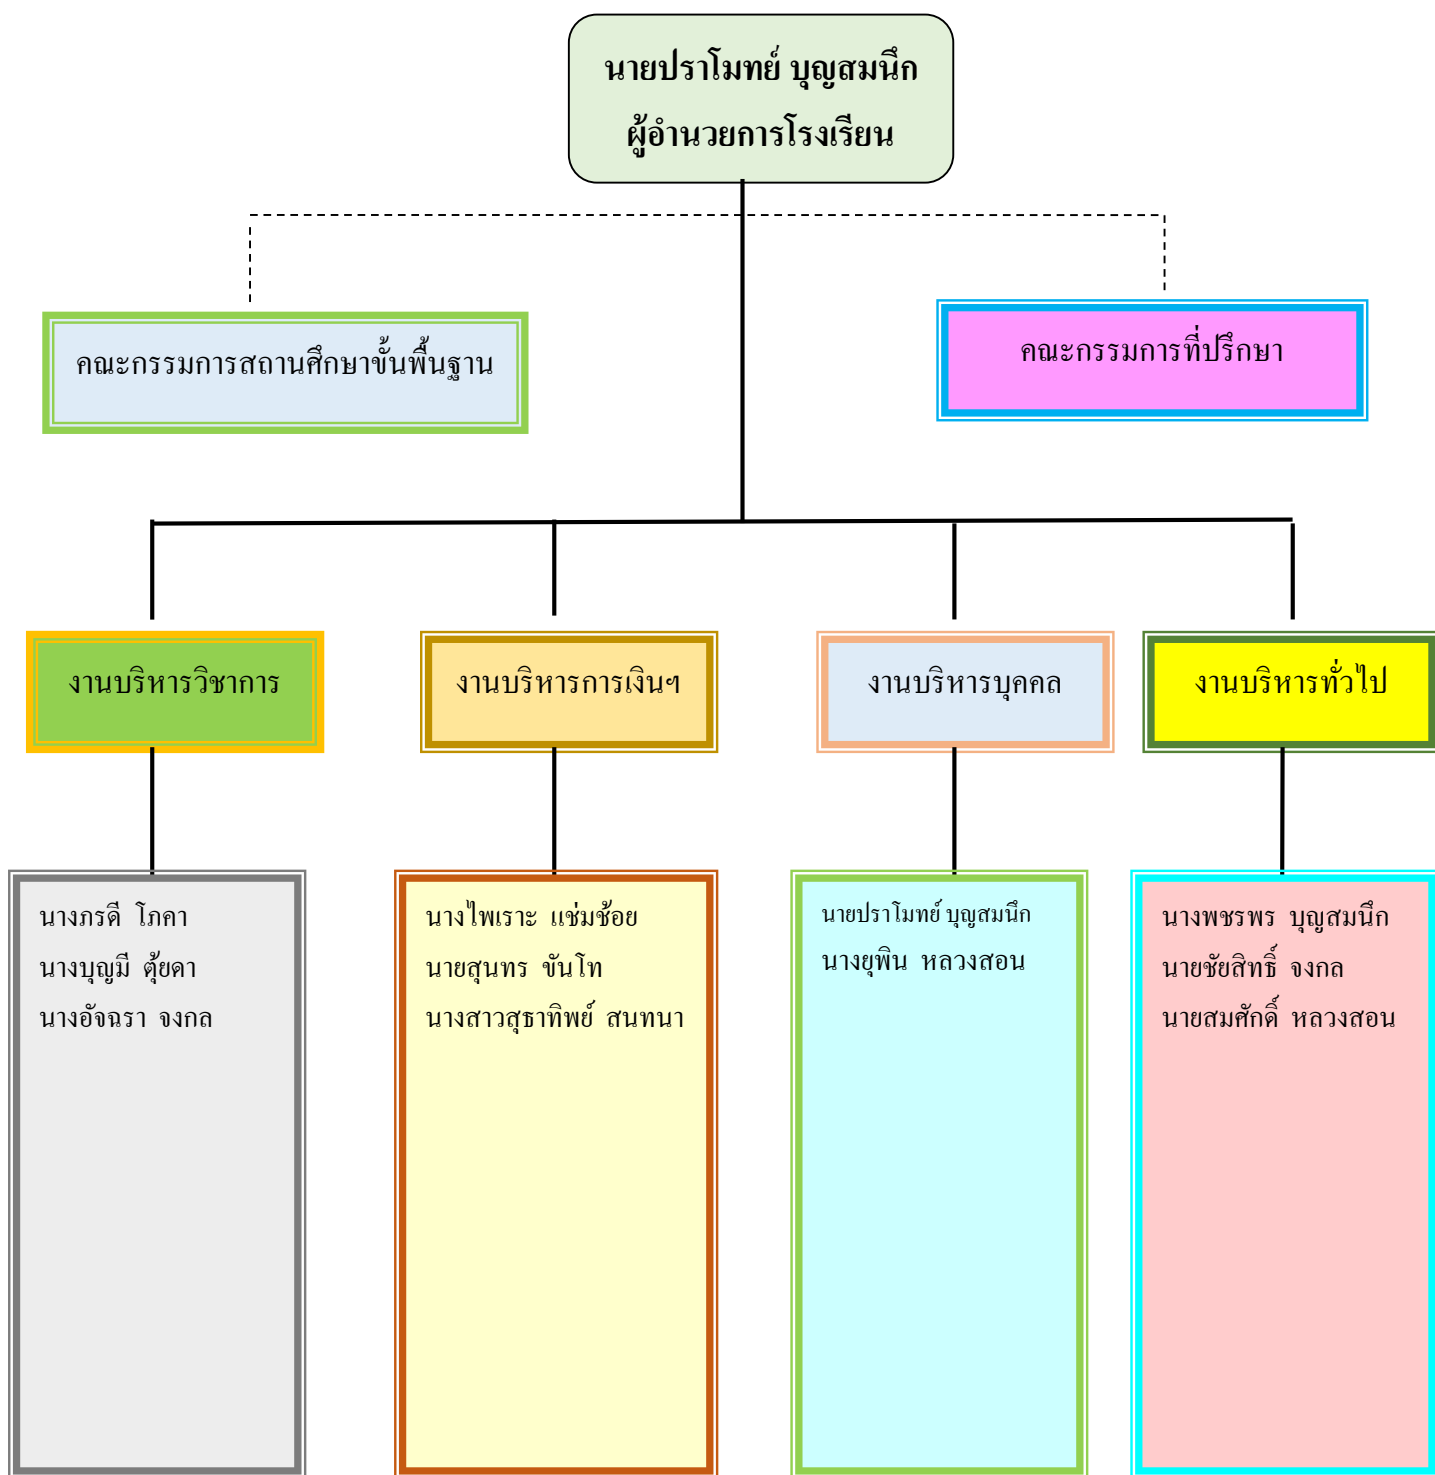 นายปราโมทย์ บุญสมนึก
ผู้อำนวยการโรงเรียน
คณะกรรมการสถานศึกษาขั้นพื้นฐาน
คณะกรรมการที่ปรึกษา
งานบริหารวิชาการ
งานบริหารการเงินฯ
งานบริหารบุคคล
งานบริหารทั่วไป
นางภรดี โภคา
นางบุญมี ตุ้ยดา
นางอัจฉรา จงกล
นางไพเราะ แช่มช้อย
นายสุนทร ขันโท
นางสาวสุธาทิพย์ สนทนา
นายปราโมทย์ บุญสมนึก
นางยุพิน หลวงสอน
นางพชรพร บุญสมนึก
นายชัยสิทธิ์ จงกล
นายสมศักดิ์ หลวงสอน